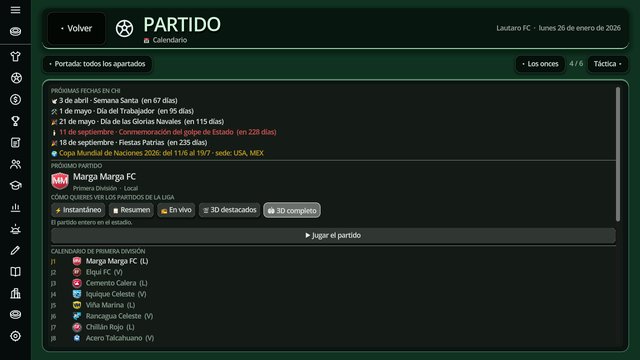 • Volver
PARTIDO
Calendario
Lautaro FC · lunes 26 de enero de 2026
• Portada: todos los apartados
• Los onces
4 / 6
Táctica •
PRÓXIMAS FECHAS EN CHI
3 de abril · Semana Santa (en 67 días)
1 de mayo · Día del Trabajador (en 95 días)
21 de mayo · Día de las Glorias Navales (en 115 días)
11 de septiembre · Conmemoración del golpe de Estado (en 228 días)
18 de septiembre · Fiestas Patrias (en 235 días)
Copa Mundial de Naciones 2026: del 11/6 al 19/7 · sede: USA, MEX
PRÓXIMO PARTIDO
MM
Marga Marga FC
Primera División · Local
CÓMO QUIERES VER LOS PARTIDOS DE LA LIGA
Instantáneo
Resumen
En vivo
3D destacados
3D completo
El partido entero en el estadio.
Jugar el partido
CALENDARIO DE PRIMERA DIVISIÓN
J1 Marga Marga FC (L)
J2 Elqui FC (V)
J3 Cemento Calera (L)
J4 Iquique Celeste (V)
J5 Viña Marina (L)
J6 Rancagua Celeste (V)
J7 Chillán Rojo (L)
J8 Acero Talcahuano (V)